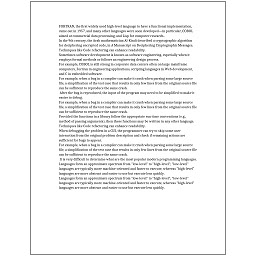 FORTRAN, the first widely used high-level language to have a functional implementation,
came out in 1957, and many other languages were soon developed—in particular, COBOL
aimed at commercial data processing, and Lisp for computer research.
In the 9th century, the Arab mathematician Al-Kindi described a cryptographic algorithm
for deciphering encrypted code, in A Manuscript on Deciphering Cryptographic Messages.
Techniques like Code refactoring can enhance readability.
Sometimes software development is known as software engineering, especially when it
employs formal methods or follows an engineering design process.
For example, COBOL is still strong in corporate data centers often on large mainframe
computers, Fortran in engineering applications, scripting languages in Web development,
and C in embedded software.
For example, when a bug in a compiler can make it crash when parsing some large source
file, a simplification of the test case that results in only few lines from the original source file
can be sufficient to reproduce the same crash.
After the bug is reproduced, the input of the program may need to be simplified to make it
easier to debug.
For example, when a bug in a compiler can make it crash when parsing some large source
file, a simplification of the test case that results in only few lines from the original source file
can be sufficient to reproduce the same crash.
Provided the functions in a library follow the appropriate run-time conventions (e.g.,
method of passing arguments), then these functions may be written in any other language.
Techniques like Code refactoring can enhance readability.
When debugging the problem in a GUI, the programmer can try to skip some user
interaction from the original problem description and check if remaining actions are
sufficient for bugs to appear.
For example, when a bug in a compiler can make it crash when parsing some large source
file, a simplification of the test case that results in only few lines from the original source file
can be sufficient to reproduce the same crash.
It is very difficult to determine what are the most popular modern programming languages.
Languages form an approximate spectrum from "low-level" to "high-level"; "low-level"
languages are typically more machine-oriented and faster to execute, whereas "high-level"
languages are more abstract and easier to use but execute less quickly.
Languages form an approximate spectrum from "low-level" to "high-level"; "low-level"
languages are typically more machine-oriented and faster to execute, whereas "high-level"
languages are more abstract and easier to use but execute less quickly.